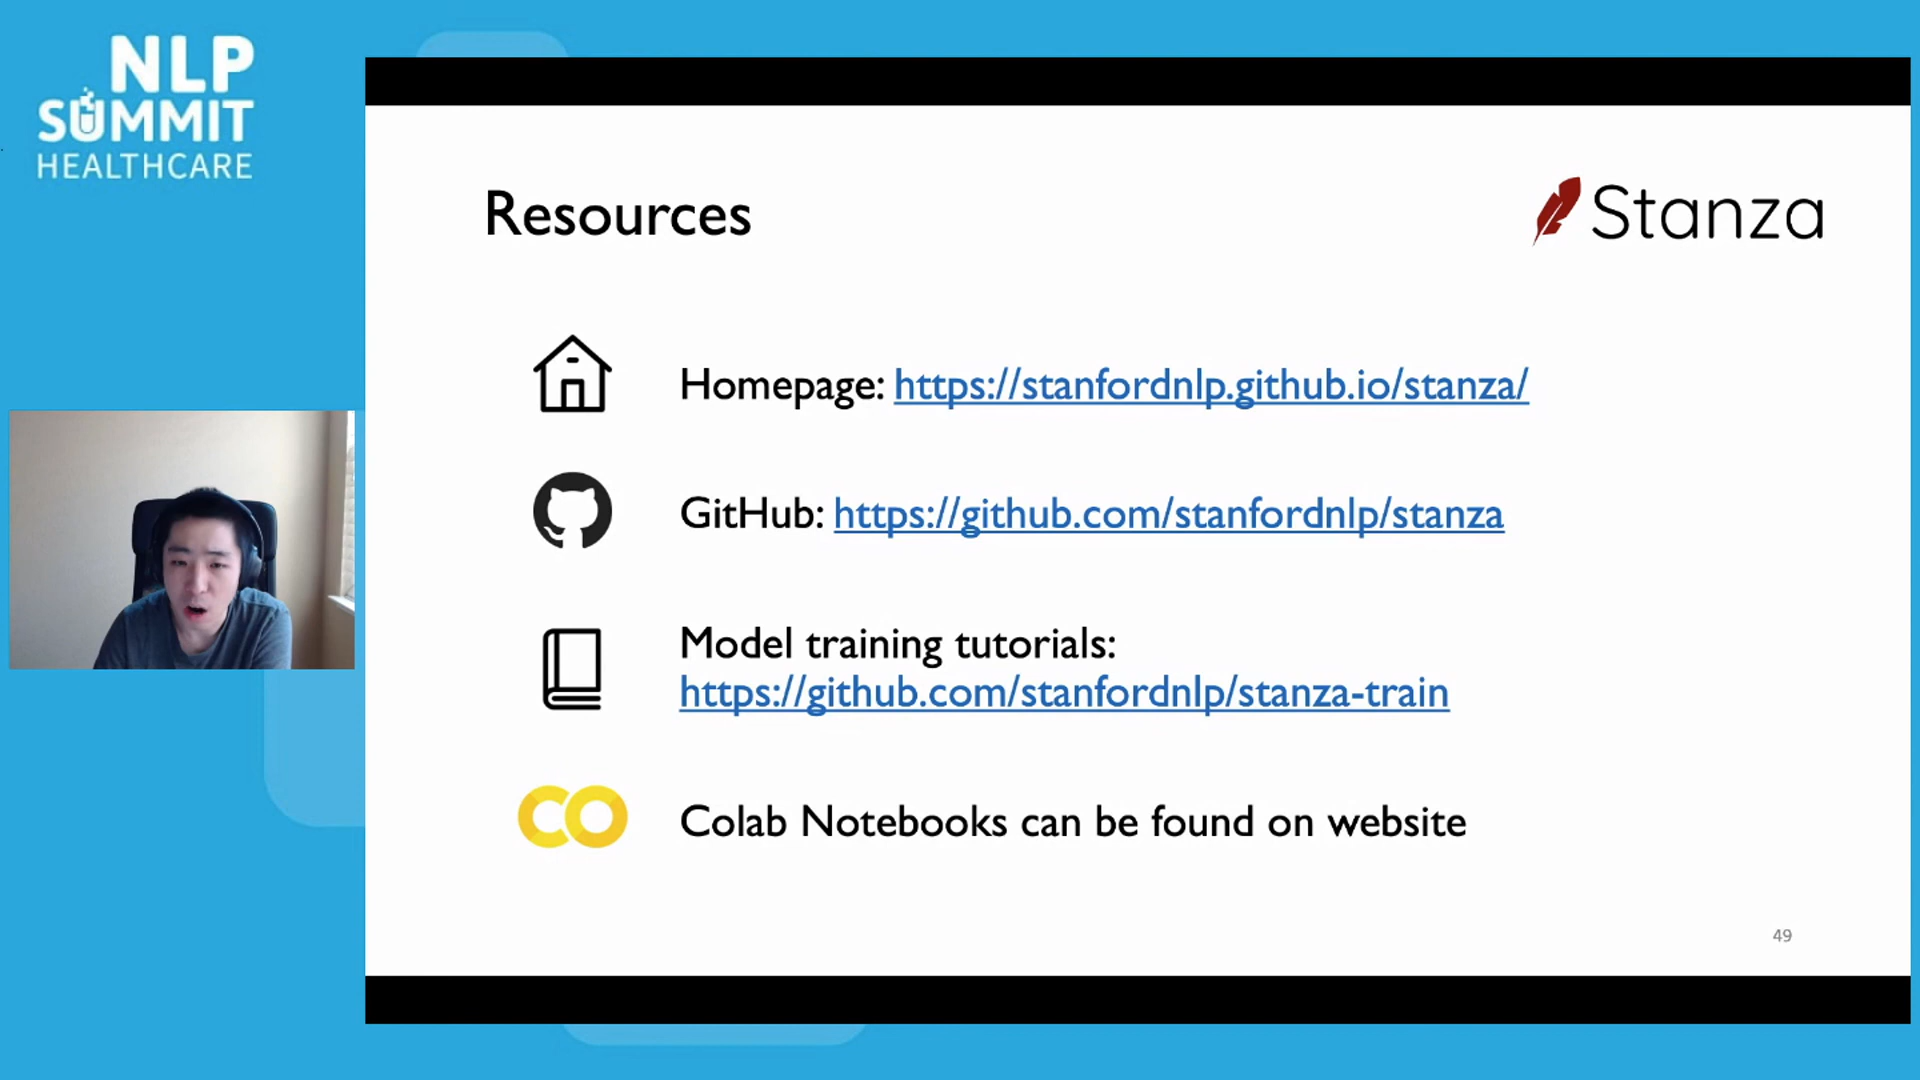 NLP
SUMMIT
HEALTHCARE
Resources
Stanza
Homepage: https://stanfordnlp.github.io/stanza/
GitHub: https://github.com/stanfordnlp/stanza
Model training tutorials:
https://github.com/stanfordnlp/stanza-train
CO
Colab Notebooks can be found on website
49